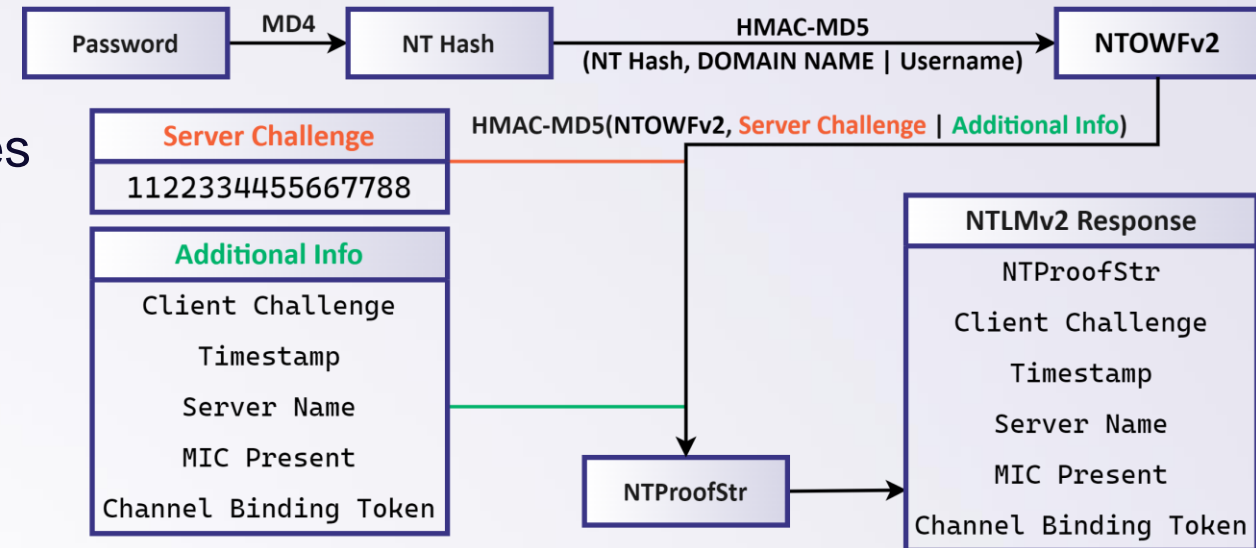 Password
MD4
NT Hash
HMAC-MD5
(NT Hash, DOMAIN NAME | Username)
NTOWFv2
es
Server Challenge
1122334455667788
HMAC-MD5(NTOWFv2, Server Challenge | Additional Info)
Additional Info
Client Challenge
Timestamp
Server Name
MIC Present
Channel Binding Token
NTProofStr
NTLMv2 Response
NTProofStr
Client Challenge
Timestamp
Server Name
MIC Present
Channel Binding Token